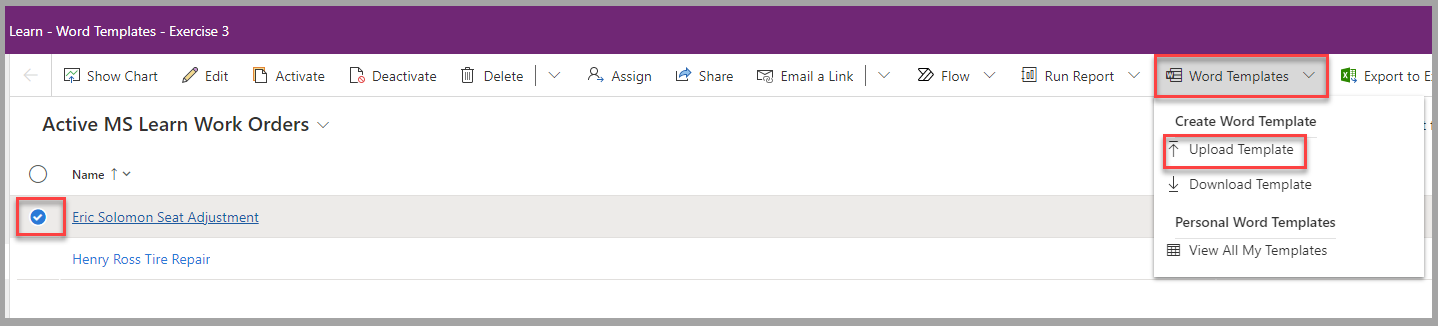 Learn - Word Templates - Exercise 3
Show Chart Edit Activate Deactivate Delete Assign Share Email a Link Flow Run Report Word Templates Export to
Active MS Learn Work Orders
Create Word Template
Upload Template
Name
Download Template
Eric Solomon Seat Adjustment
Personal Word Templates
Henry Ross Tire Repair
View All My Templates